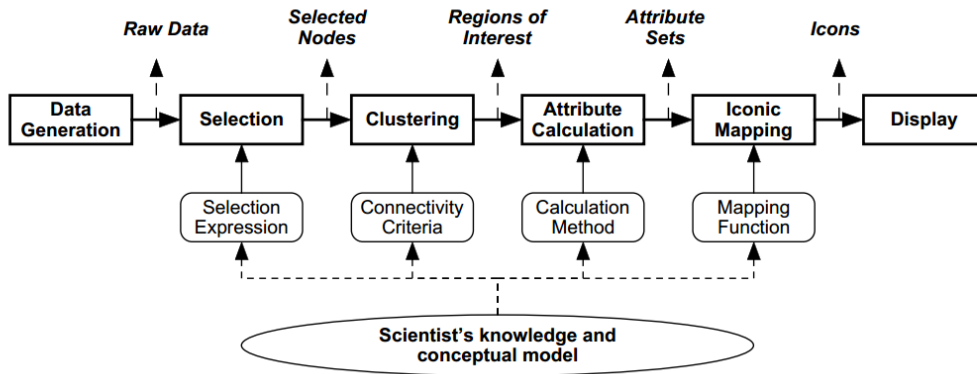 Raw Data
Selected
Nodes
Regions of
Interest
Attribute
Sets
Icons
Data
Generation
Selection
Clustering
Attribute
Calculation
Iconic
Mapping
Display
Selection
Expression
Connectivity
Criteria
Calculation
Method
Mapping
Function
Scientist's knowledge and
conceptual model